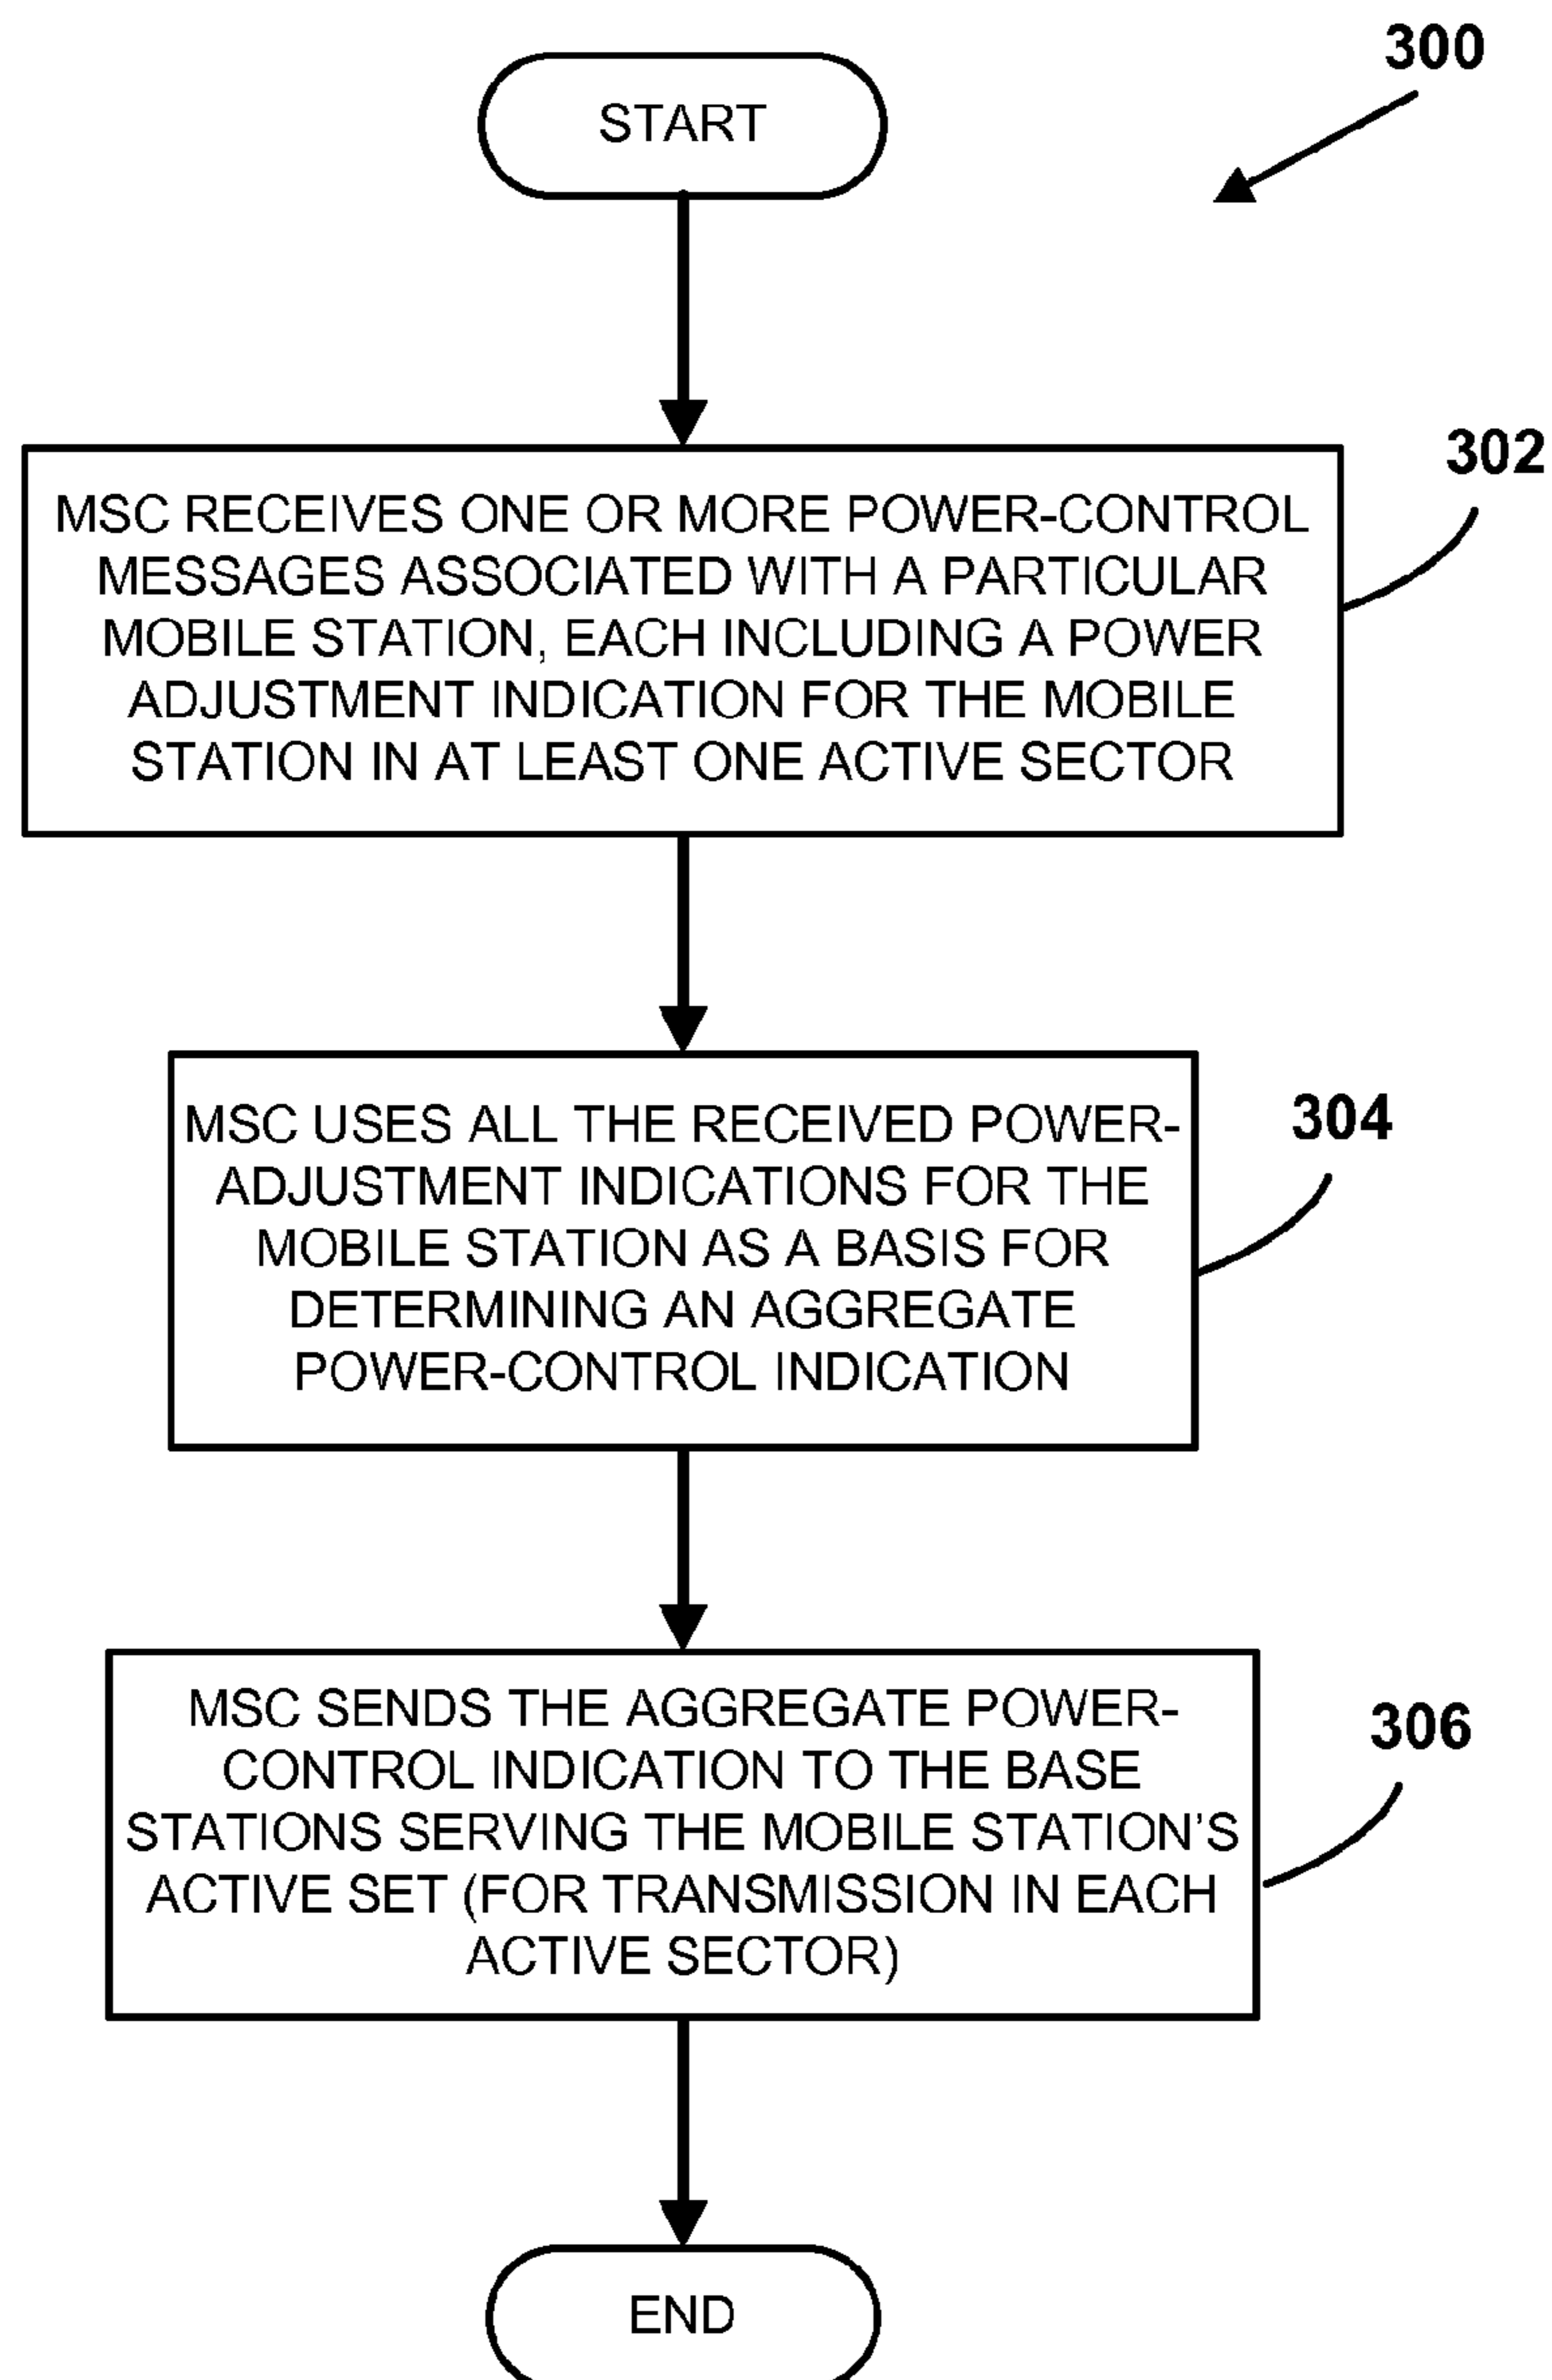 300
START
302
MSC RECEIVES ONE OR MORE POWER-CONTROL
MESSAGES ASSOCIATED WITH A PARTICULAR
MOBILE STATION, EACH INCLUDING A POWER
ADJUSTMENT INDICATION FOR THE MOBILE
STATION IN AT LEAST ONE ACTIVE SECTOR
304
MSC USES ALL THE RECEIVED POWER-
ADJUSTMENT INDICATIONS FOR THE
MOBILE STATION AS A BASIS FOR
DETERMINING AN AGGREGATE
POWER-CONTROL INDICATION
306
MSC SENDS THE AGGREGATE POWER-
CONTROL INDICATION TO THE BASE
STATIONS SERVING THE MOBILE STATION'S
ACTIVE SET (FOR TRANSMISSION IN EACH
ACTIVE SECTOR)
END